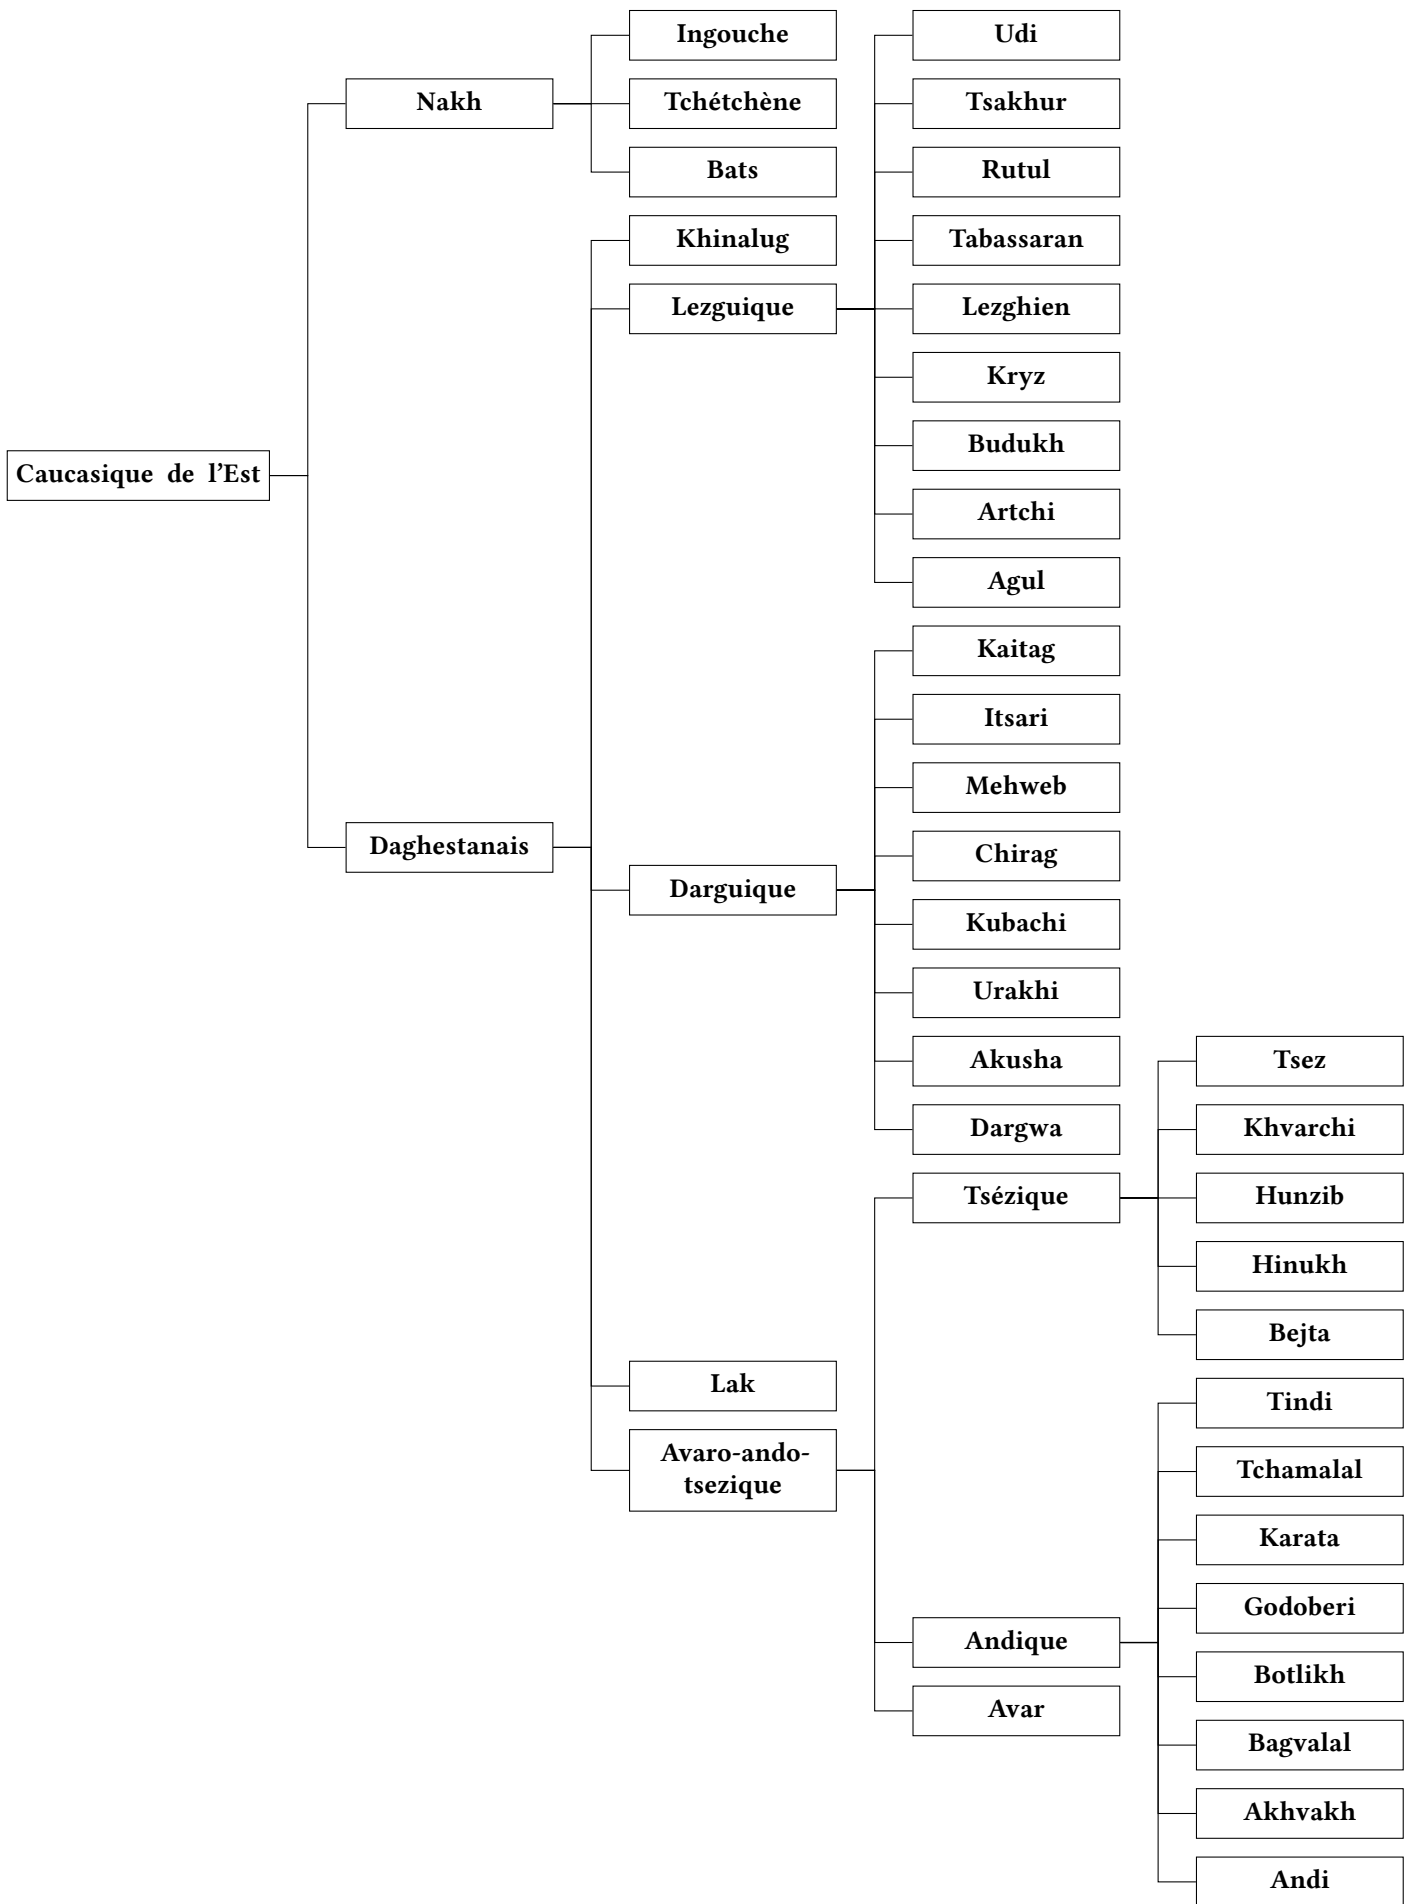 Caucasique de l'Est
Nakh
Ingouche
Tchétchène
Bats
Daghestanais
Khinalug
Lezguique
Udi
Tsakhur
Rutul
Tabassaran
Lezghien
Kryz
Budukh
Artchi
Agul
Darguique
Kaitag
Itsari
Mehweb
Chirag
Kubachi
Urakhi
Akusha
Dargwa
Lak
Avaro-ando-
tsezique
Tsézique
Tsez
Khvarchi
Hunzib
Hinukh
Bejta
Andique
Tindi
Tchamalal
Karata
Godoberi
Botlikh
Bagvalal
Akhvakh
Andi
Avar